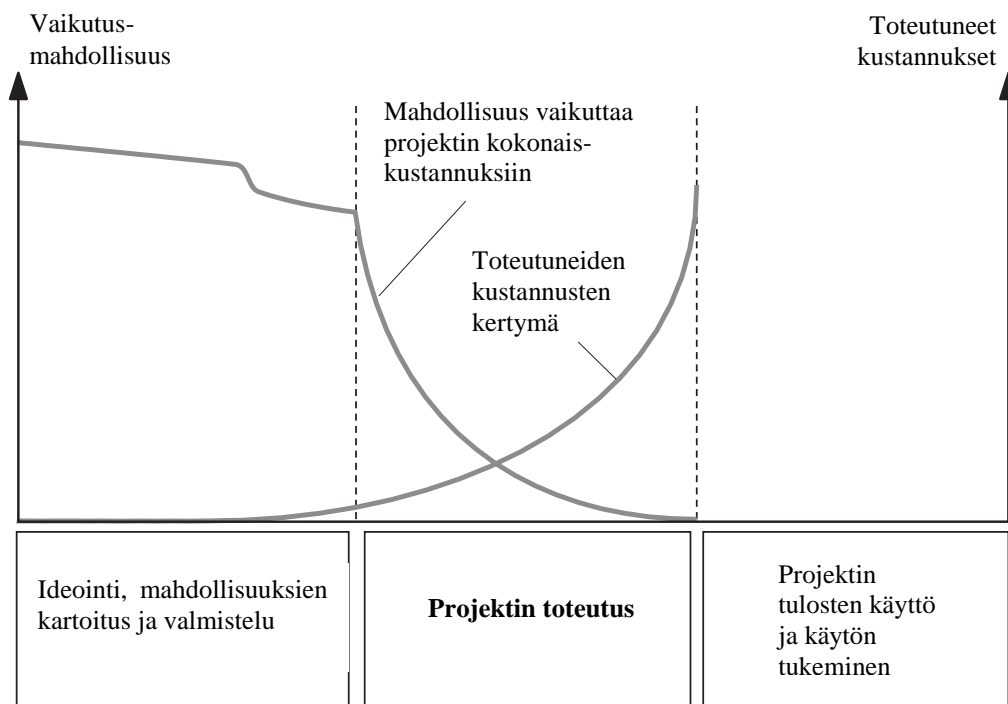 Vaikutus-
mahdollisuus
Toteutuneet
kustannukset
Mahdollisuus vaikuttaa
projektin kokonais-
kustannuksiin
Toteutuneiden
kustannusten
kertymä
Ideointi, mahdollisuuksien
kartoitus ja valmistelu
Projektin toteutus
Projektin
tulosten käyttö
ja käytön
tukeminen